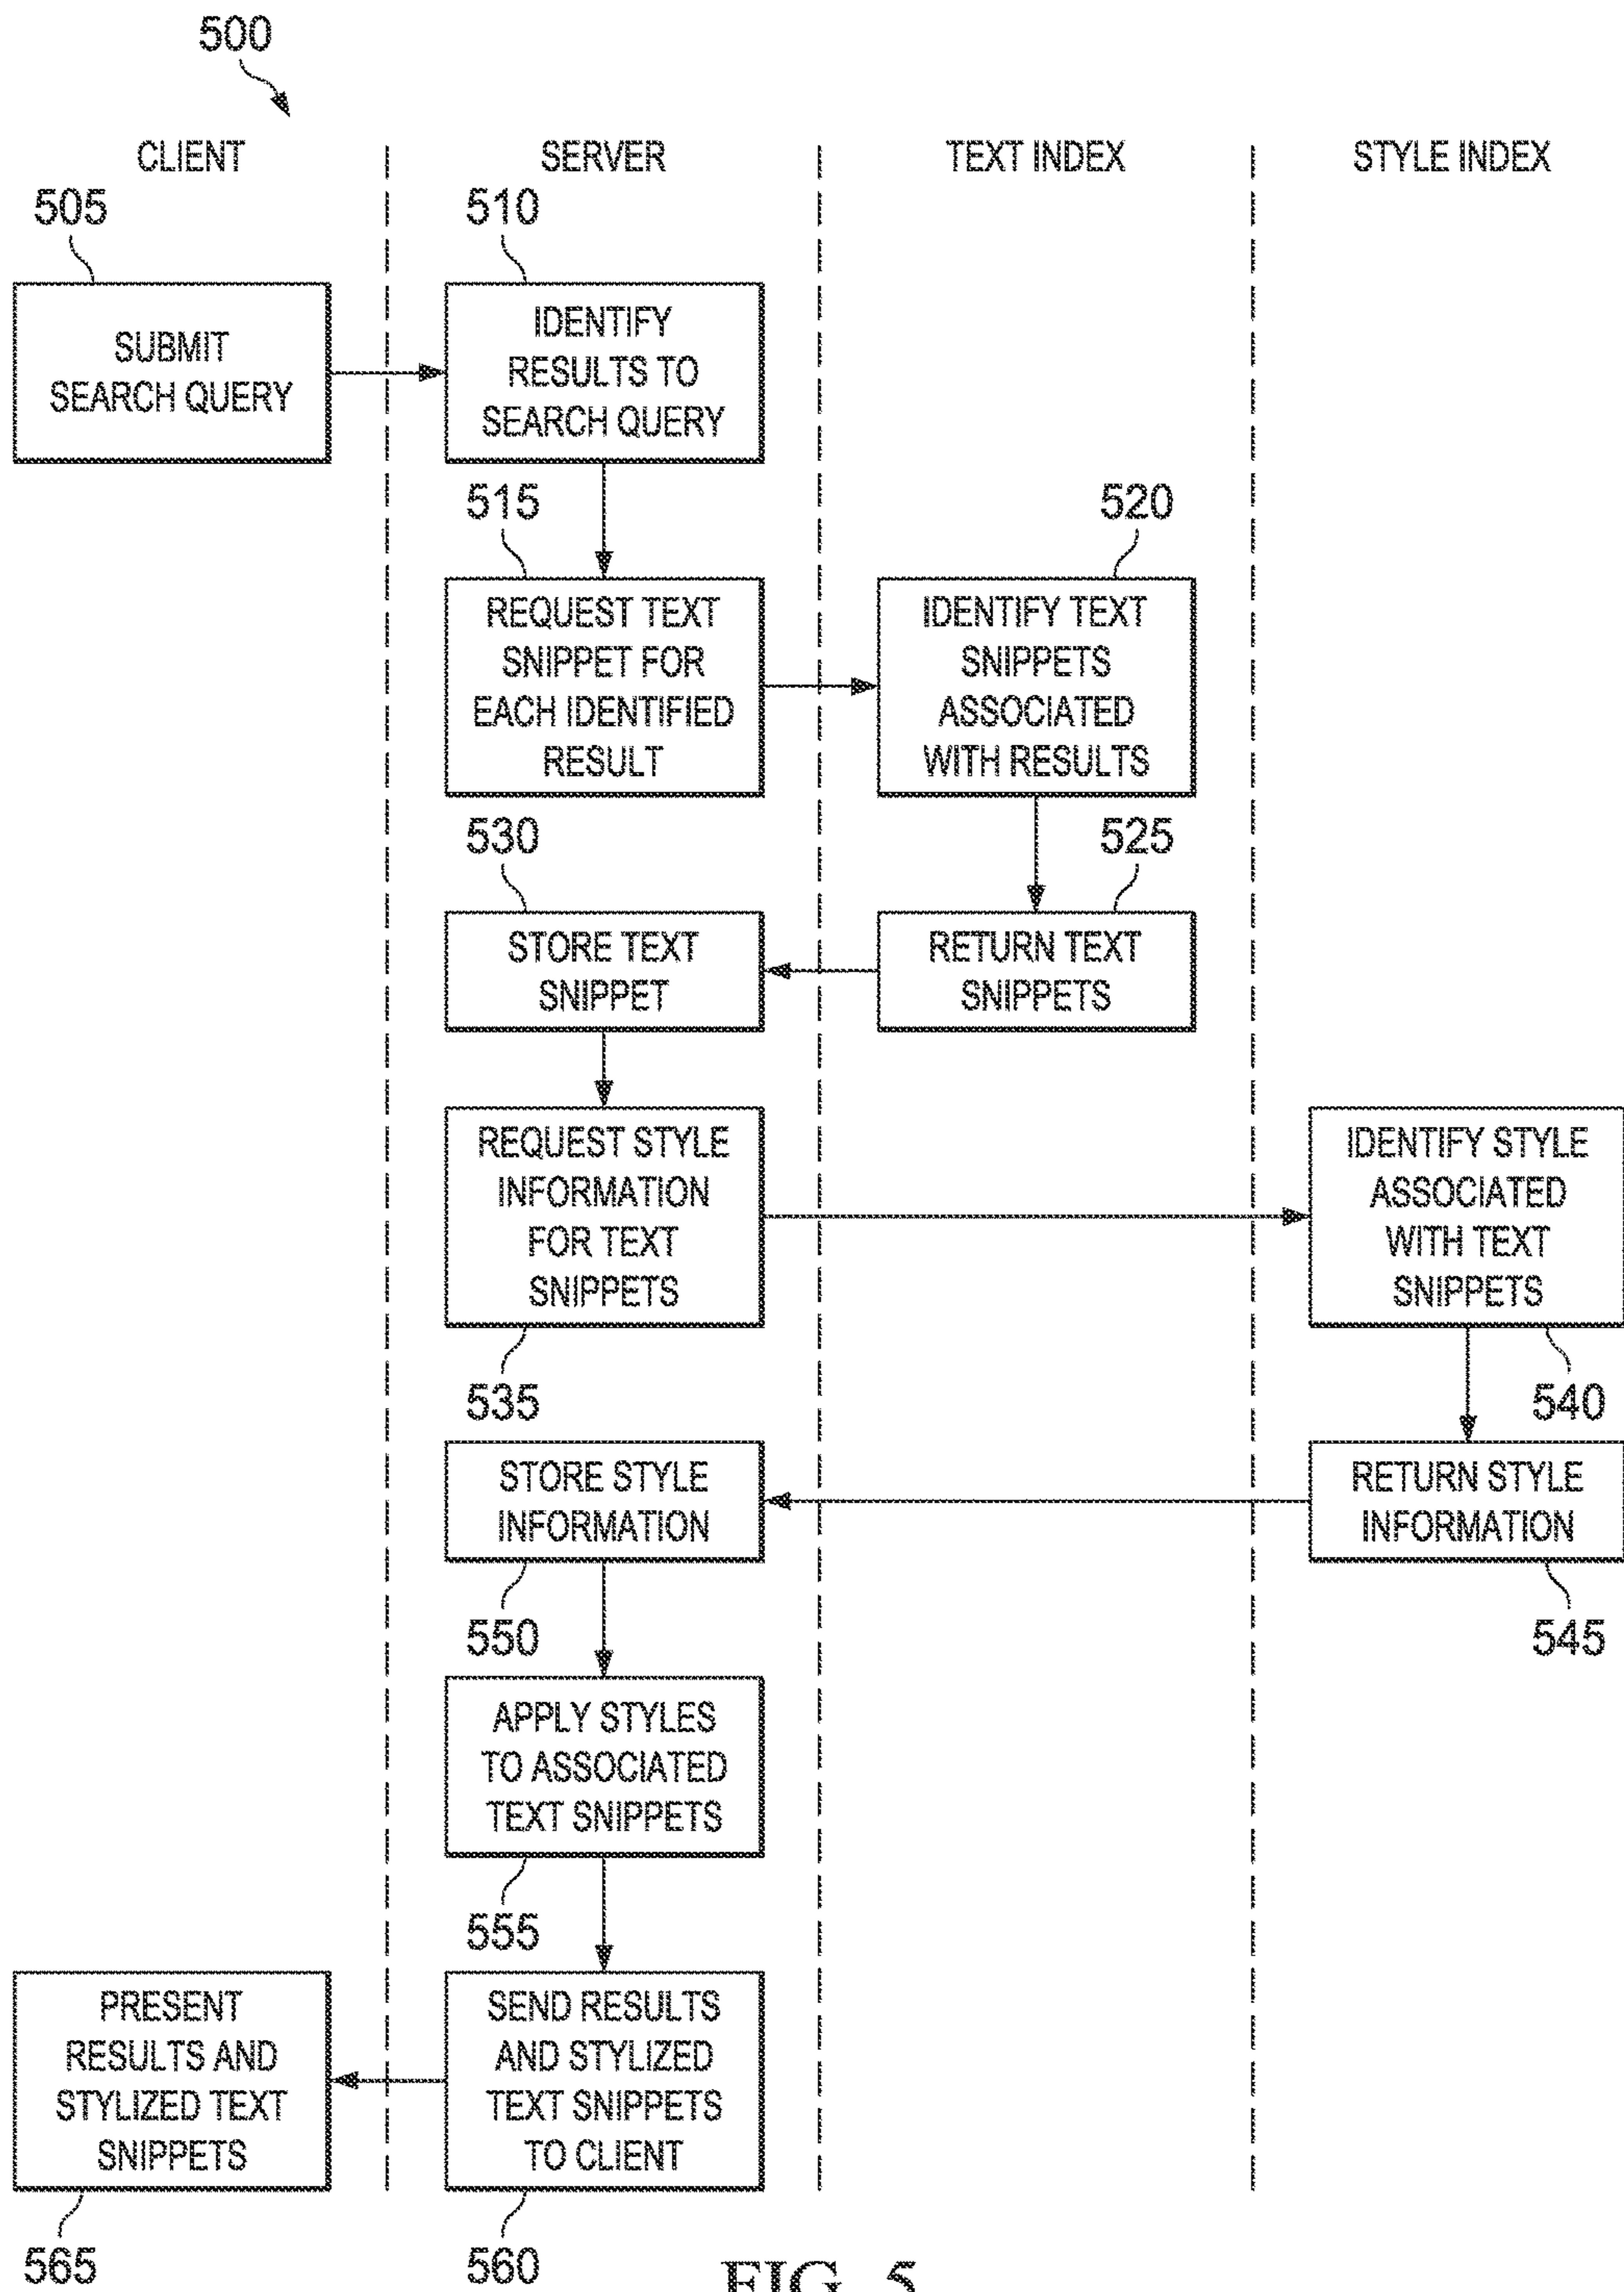 500
CLIENT
SERVER
TEXT INDEX
STYLE INDEX
505
510
SUBMIT
SEARCH QUERY
IDENTIFY
RESULTS TO
SEARCH QUERY
515
520
REQUEST TEXT
SNIPPET FOR
EACH IDENTIFIED
RESULT
IDENTIFY TEXT
SNIPPETS
ASSOCIATED
WITH RESULTS
530
525
STORE TEXT
SNIPPET
RETURN TEXT
SNIPPETS
REQUEST STYLE
INFORMATION
FOR TEXT
SNIPPETS
IDENTIFY STYLE
ASSOCIATED
WITH TEXT
SNIPPETS
535
540
STORE STYLE
INFORMATION
RETURN STYLE
INFORMATION
550
545
APPLY STYLES
TO ASSOCIATED
TEXT SNIPPETS
555
PRESENT
RESULTS AND
STYLIZED TEXT
SNIPPETS
SEND RESULTS
AND STYLIZED
TEXT SNIPPETS
TO CLIENT
565
560
FIG. 5